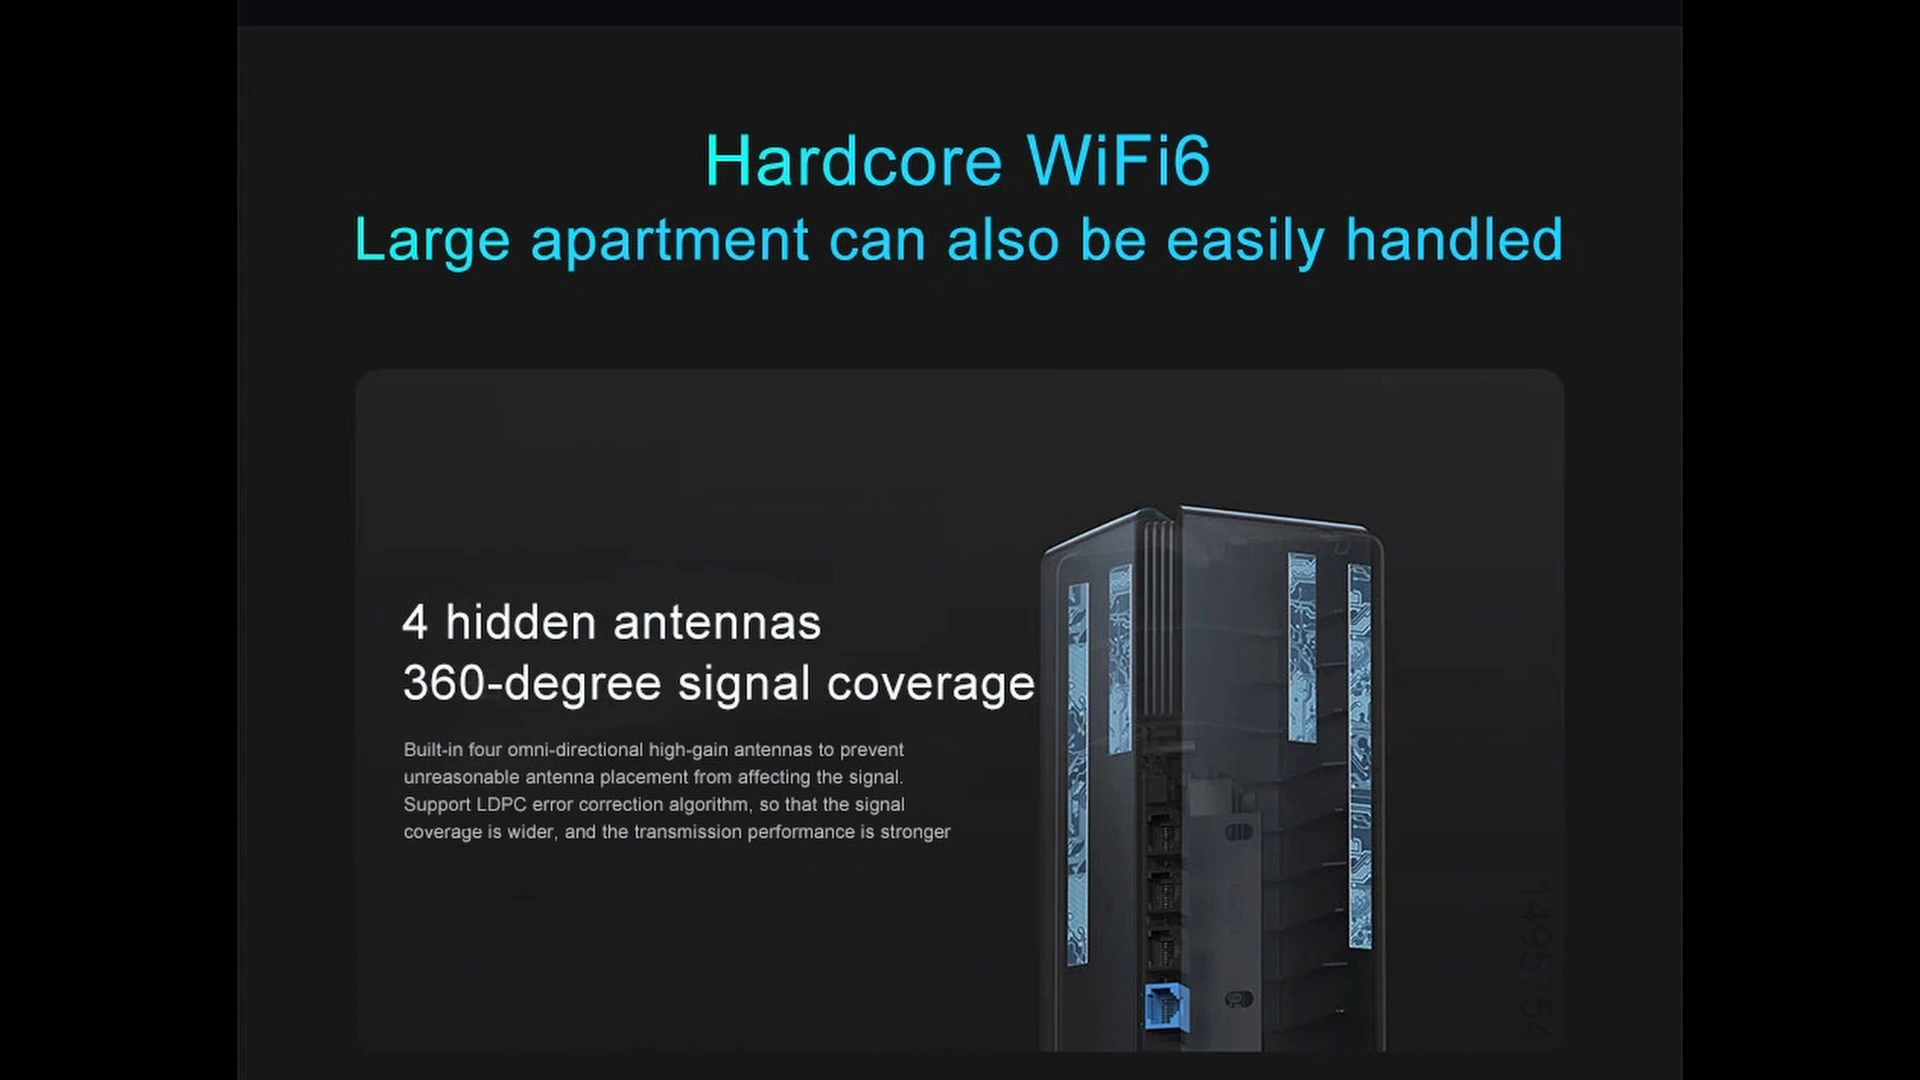 Hardcore WiFi6
Large apartment can also be easily handled
4 hidden antennas
360-degree signal coverage
Built-in four omni-directional high-gain antennas to prevent
unreasonable antenna placement from affecting the signal.
Support LDPC error correction algorithm, so that the signal
coverage is wider, and the transmission performance is stronger